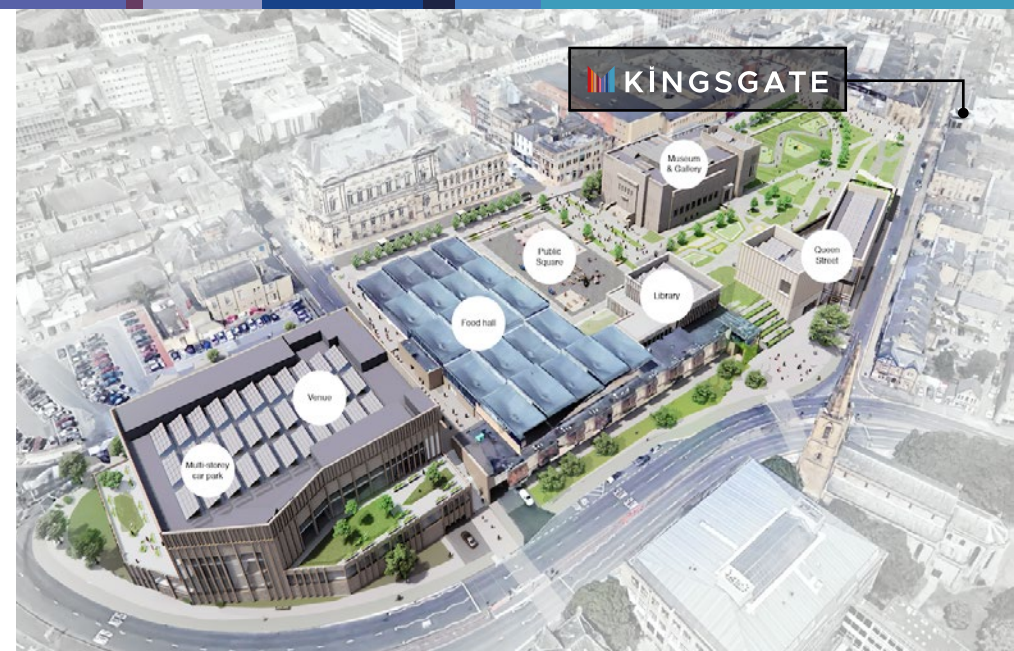 KINGSGATE
Museum
& Gallery
Public
Square
Queen
Street
Library
Food hall
Venue
Multi-storey
car park